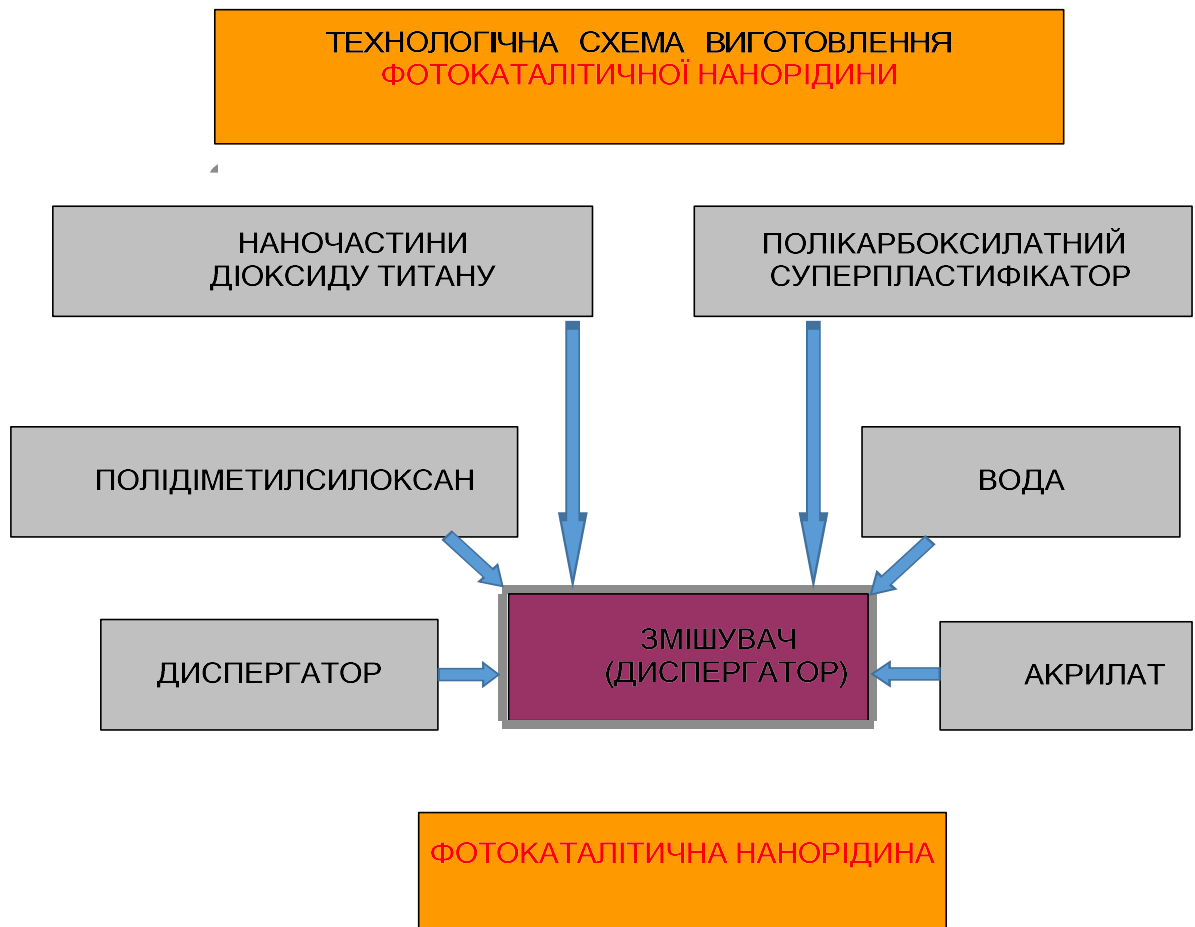 ТЕХНОЛОГІЧНА СХЕМА ВИГОТОВЛЕННЯ
ФОТОКАТАЛІТИЧНОЇ НАНОРІДИНИ
НАНОЧАСТИНИ
ДІОКСИДУ ТИТАНУ
ПОЛІКАРБОКСИЛАТНИЙ
СУПЕРПЛАСТИФІКАТОР
ПОЛІДІМЕТИЛСИЛОКСАН
ВОДА
ДИСПЕРГАТОР
ЗМІШУВАЧ
(ДИСПЕРГАТОР)
АКРИЛАТ
ФОТОКАТАЛІТИЧНА НАНОРІДИНА